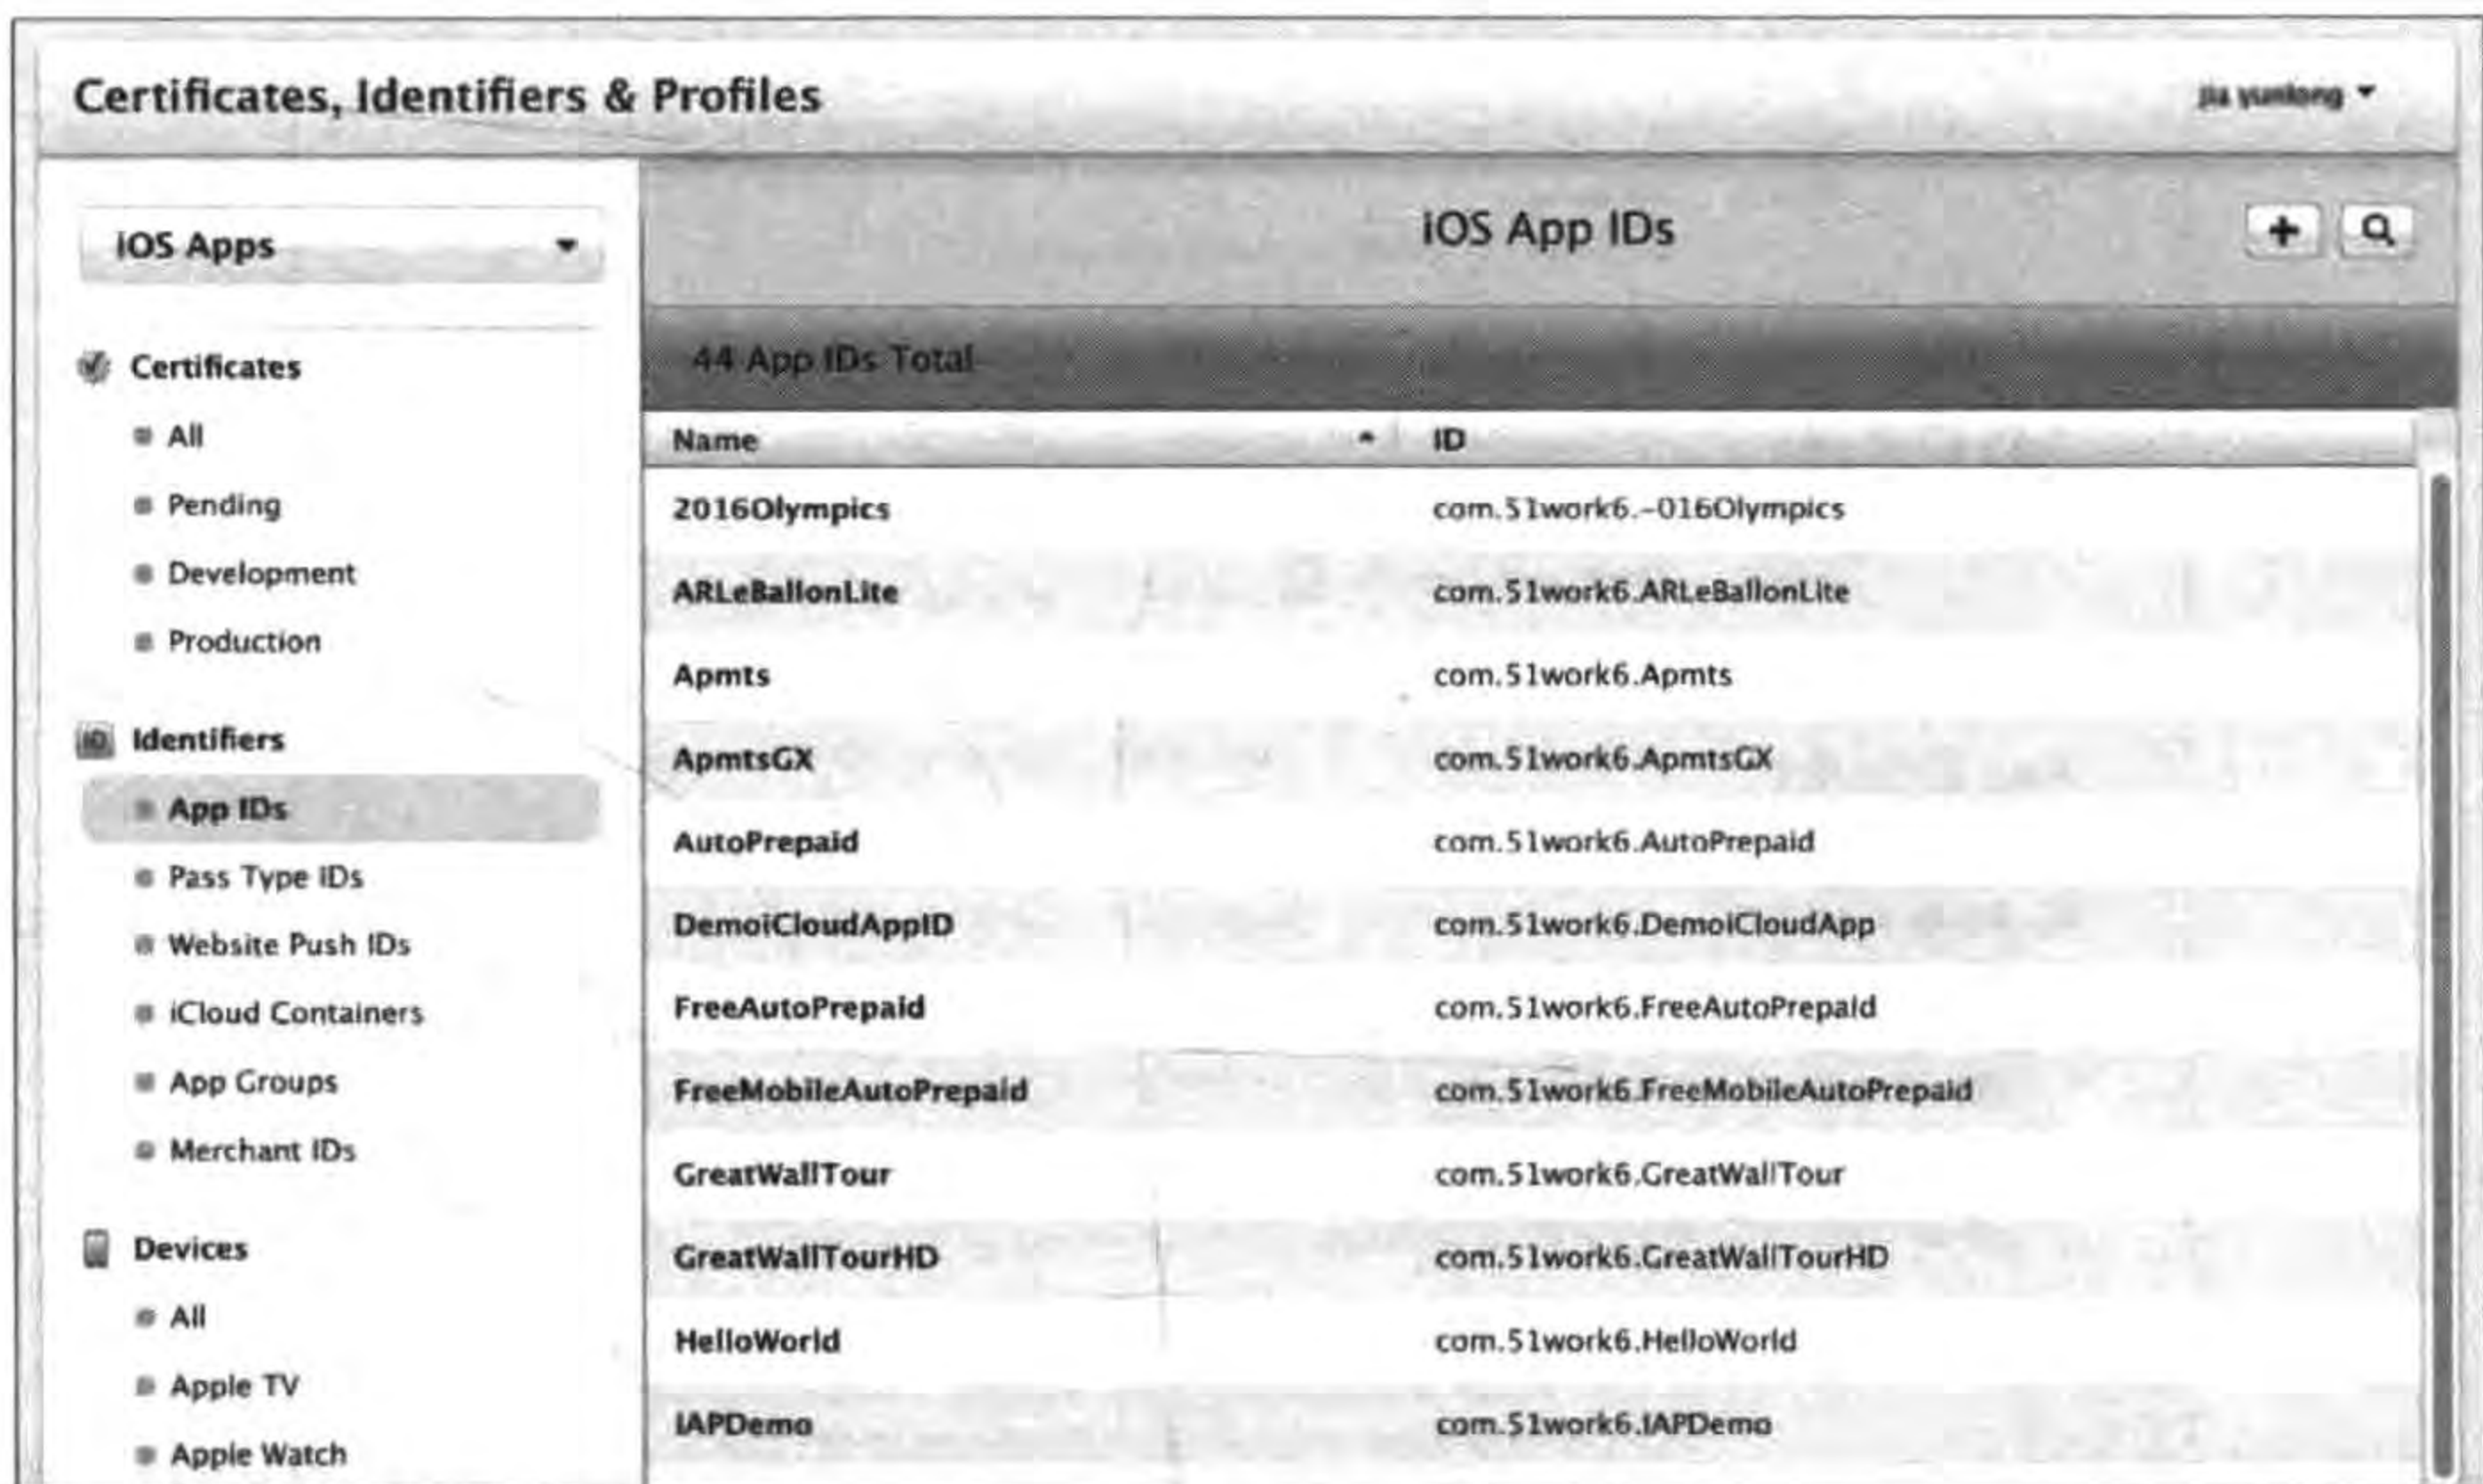 Certificates, Identifiers & Profiles
jia yunlong
iOS Apps
Certificates
All
Pending
Development
Production
Identifiers
App IDs
Pass Type IDs
Website Push IDs
iCloud Containers
App Groups
Merchant IDs
Devices
All
Apple TV
Apple Watch
iOS App IDs
44 App IDs Total
Name ID
2016Olympics com.51work6.-016Olympics
ARLeBallonLite com.51work6.ARLeBallonLite
Apmts com.51work6.Apmts
ApmtsGX com.51work6.ApmtsGX
AutoPrepaid com.51work6.AutoPrepaid
DemoiCloudAppID com.51work6.DemoiCloudApp
FreeAutoPrepaid com.51work6.FreeAutoPrepaid
FreeMobileAutoPrepaid com.51work6.FreeMobileAutoPrepaid
GreatWallTour com.51work6.GreatWallTour
GreatWallTourHD com.51work6.GreatWallTourHD
HelloWorld com.51work6.HelloWorld
IAPDemo com.51work6.IAPDemo